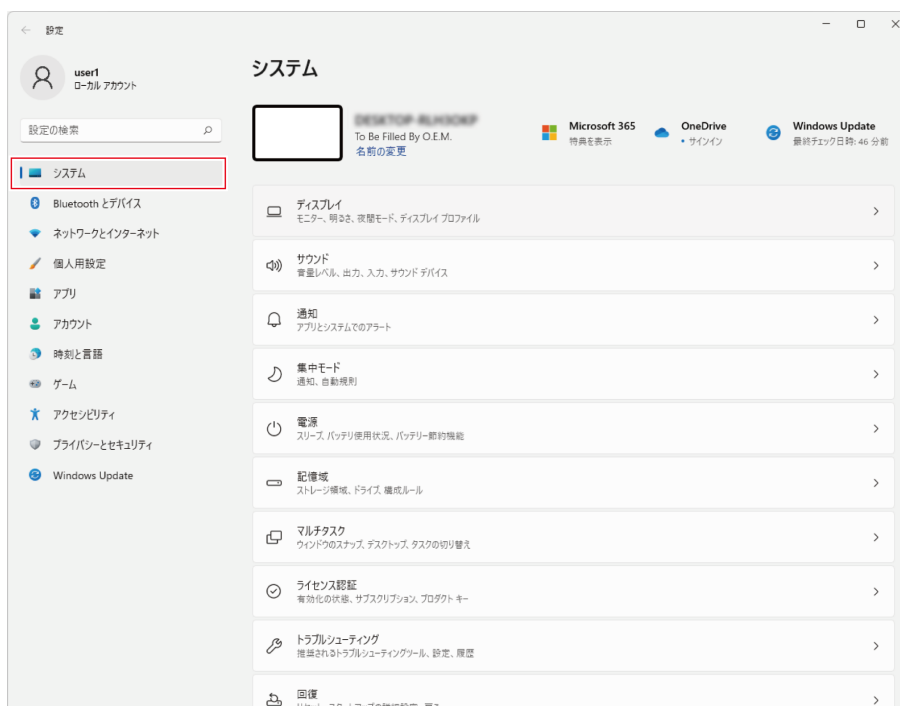 設定
user1
ローカル アカウント
設定の検索
システム
Bluetooth とデバイス
ネットワークとインターネット
個人用設定
アプリ
アカウント
時刻と言語
ゲーム
アクセシビリティ
プライバシーとセキュリティ
Windows Update
システム
To Be Filled By O.E.M.
名前の変更
Microsoft 365
特典を表示
OneDrive
• サインイン
Windows Update
最終チェック日時: 46 分前
ディスプレイ
モニター、明るさ、夜間モード、ディスプレイ プロファイル
サウンド
音量レベル、出力、入力、サウンド デバイス
通知
アプリとシステムでのアラート
集中モード
通知、自動規則
電源
スリープ、バッテリ使用状況、バッテリー節約機能
記憶域
ストレージ領域、ドライブ、構成ルール
マルチタスク
ウィンドウのスナップ、デスクトップ、タスクの切り替え
ライセンス認証
有効化の状態、サブスクリプション、プロダクト キー
トラブルシューティング
推奨されるトラブルシューティングツール、設定、履歴
回復